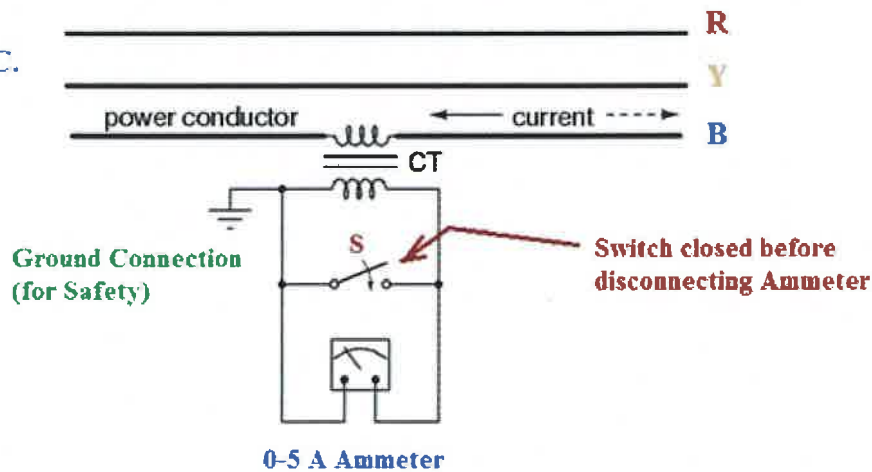 R
C.
Y
power conductor
current
B
CT
S
Ground Connection
(for Safety)
Switch closed before
disconnecting Ammeter
0-5 A Ammeter